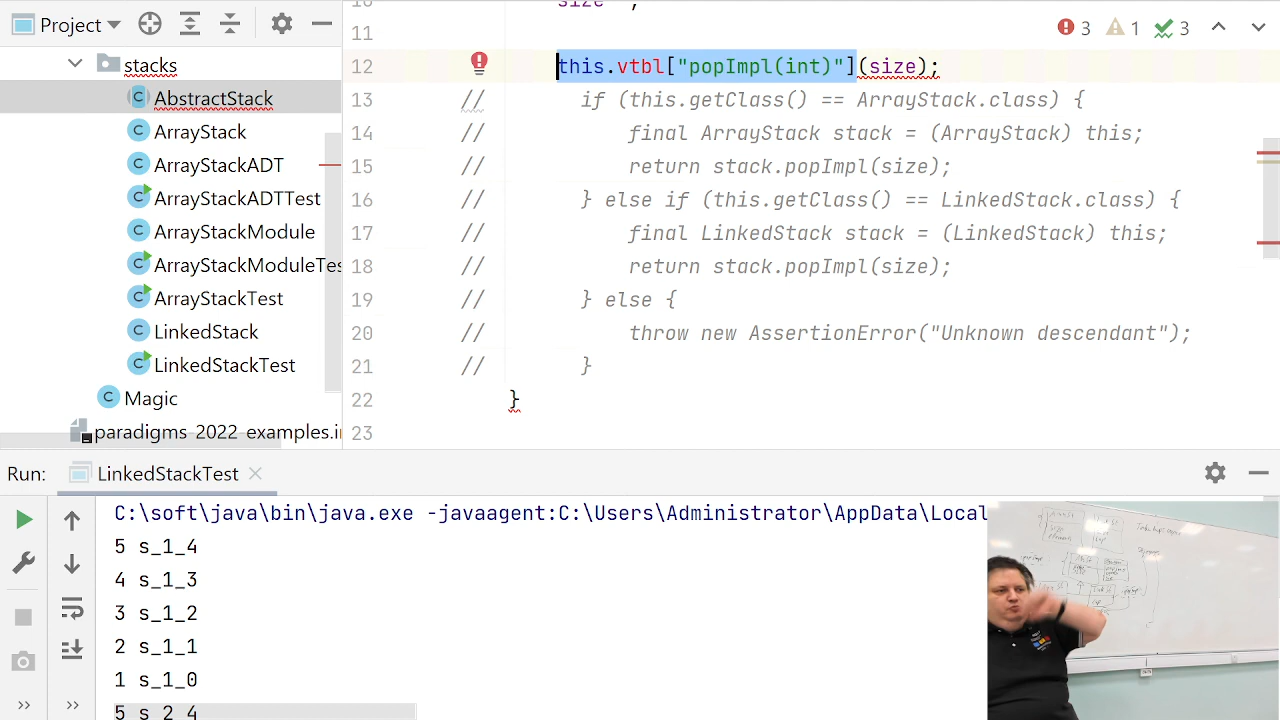 Project
stacks
AbstractStack
ArrayStack
ArrayStackADT
ArrayStackADTTest
ArrayStackModule
ArrayStackModuleTes
ArrayStackTest
LinkedStack
LinkedStackTest
Magic
paradigms-2022-examples.i
3 1 3
10 size ;
11
12 this.vtbl["popImpl(int)"](size);
13 // if (this.getClass() == ArrayStack.class) {
14 // final ArrayStack stack = (ArrayStack) this;
15 // return stack.popImpl(size);
16 // } else if (this.getClass() == LinkedStack.class) {
17 // final LinkedStack stack = (LinkedStack) this;
18 // return stack.popImpl(size);
19 // } else {
20 // throw new AssertionError("Unknown descendant");
21 // }
22 }
23
Run: LinkedStackTest
C:\soft\java\bin\java.exe -javaagent:C:\Users\Administrator\AppData\Local
5 s_1_4
4 s_1_3
3 s_1_2
2 s_1_1
1 s_1_0
5 s_2_4